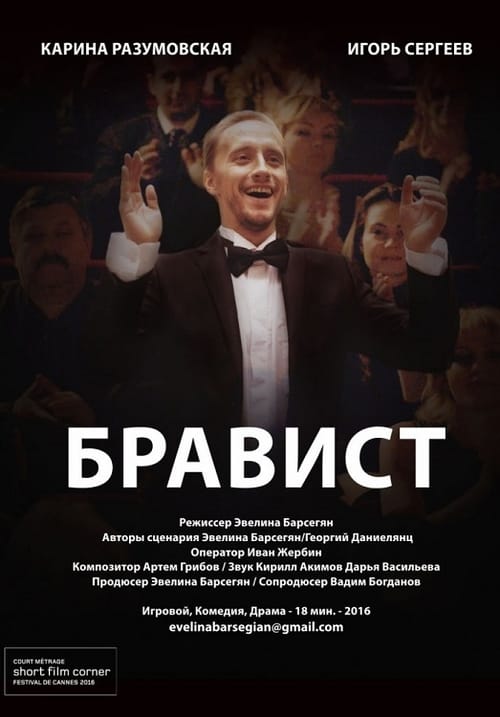 КАРИНА РАЗУМОВСКАЯ
ИГОРЬ СЕРГЕЕВ
БРАВИСТ
Режиссер Эвелина Барсегян
Авторы сценария Эвелина Барсегян/Георгий Даниелянц
Оператор Иван Жербин
Композитор Артем Грибов / Звук Кирилл Акимов Дарья Васильева
Продюсер Эвелина Барсегян / Сопродюсер Вадим Богданов
Игровой, Комедия, Драма - 18 мин. - 2016
evelinabarsegian@gmail.com
COURT MÉTRAGE
short film corner
FESTIVAL DE CANNES 2016